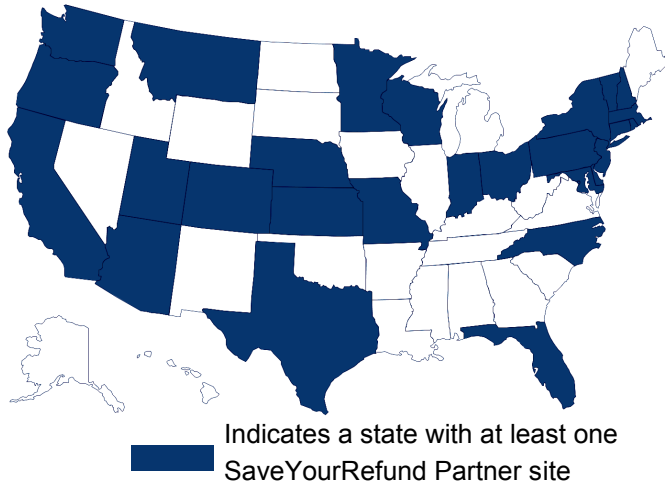 Indicates a state with at least one
SaveYourRefund Partner site